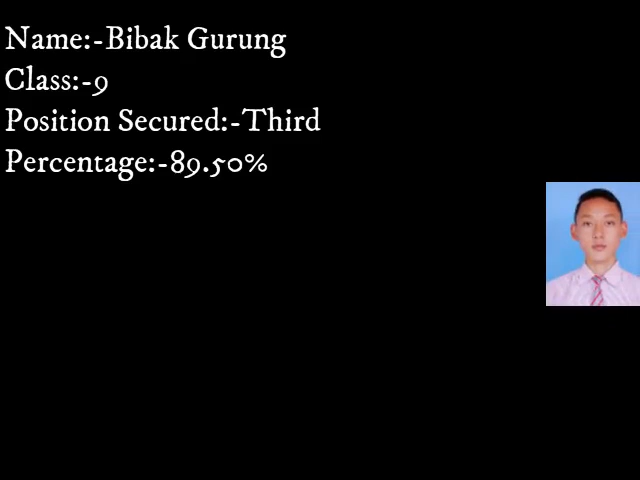 Name:-Bibak Gurung
Class:-9
Position Secured:-Third
Percentage:-89.50%